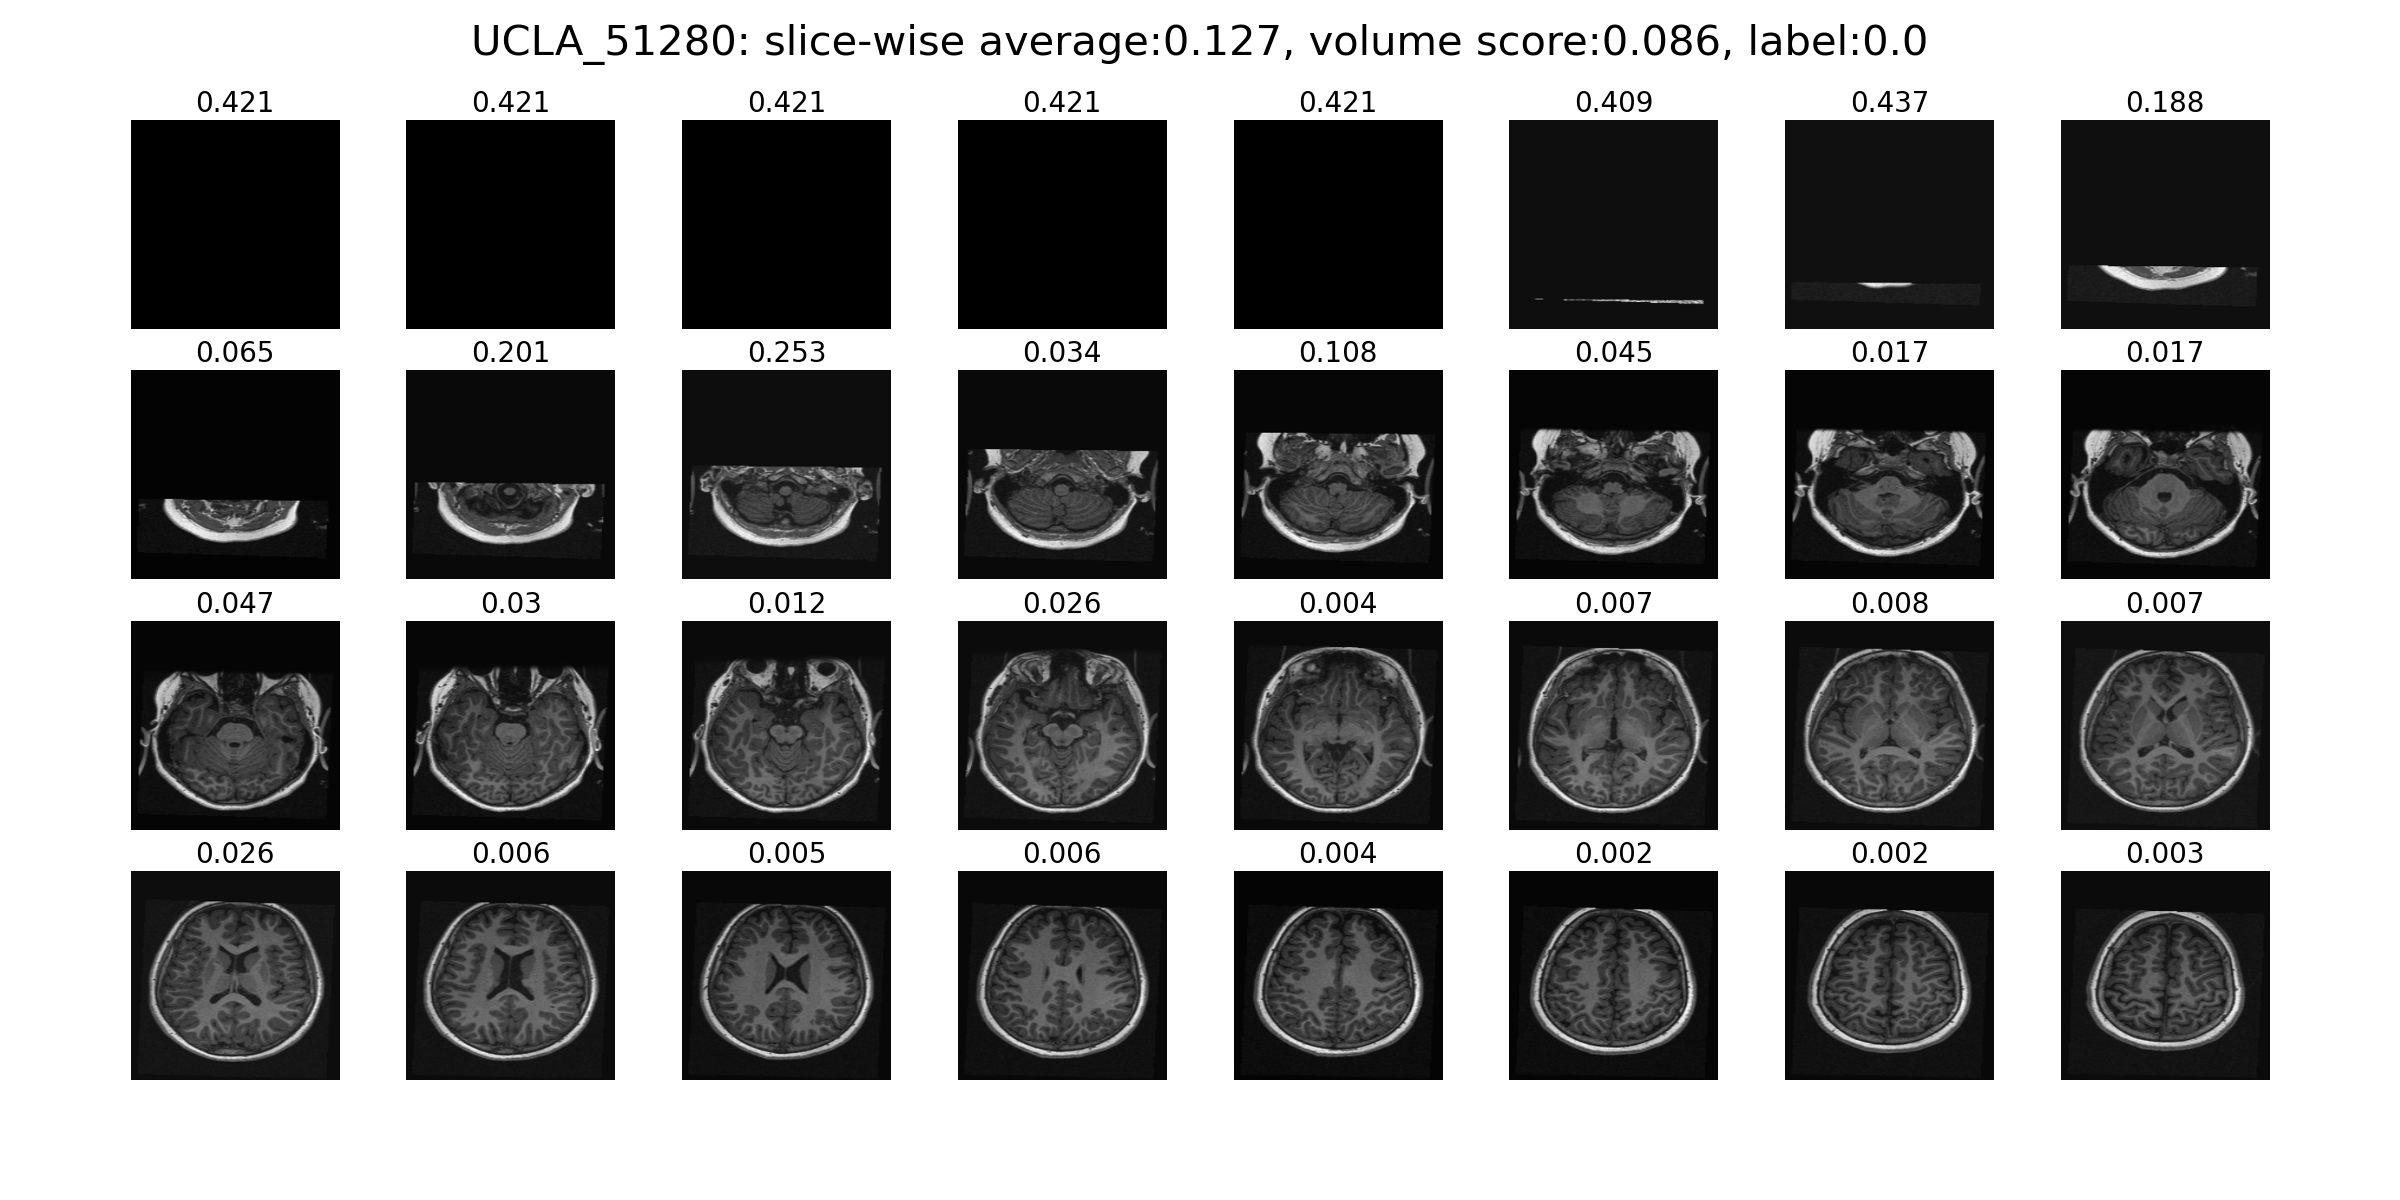 UCLA_51280: slice-wise average:0.127, volume score:0.086, label:0.0
0.421 0.421 0.421 0.421 0.421 0.409 0.437 0.188
0.065 0.201 0.253 0.034 0.108 0.045 0.017 0.017
0.047 0.03 0.012 0.026 0.004 0.007 0.008 0.007
0.026 0.006 0.005 0.006 0.004 0.002 0.002 0.003